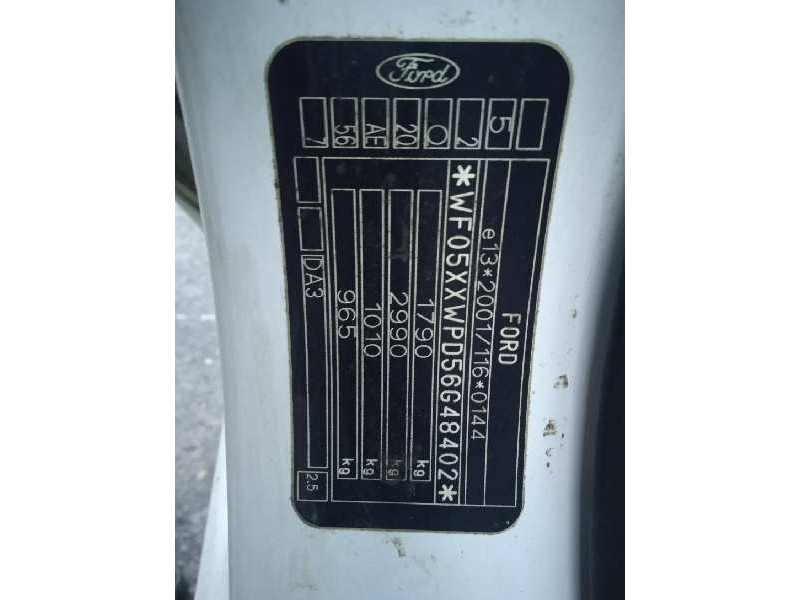 Ford
FORD
e13*2001/116*0144
*WF05XXWPD56G48402*
1790 kg
2990 kg
1010 kg
965 kg
DA3 2.5
5 2 O 20 AE 56 7